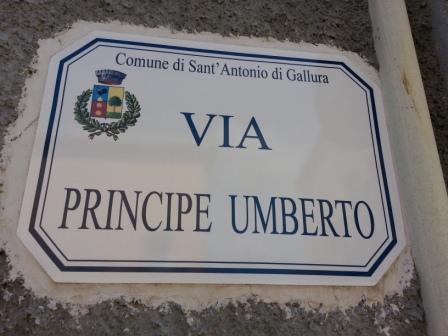 Comune di Sant'Antonio di Gallura
VIA
PRINCIPE UMBERTO